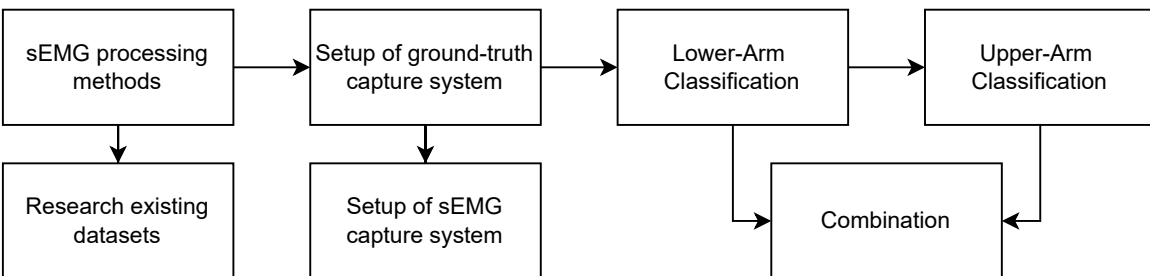 sEMG processing
methods
Setup of ground-truth
capture system
Lower-Arm
Classification
Upper-Arm
Classification
Research existing
datasets
Setup of sEMG
capture system
Combination